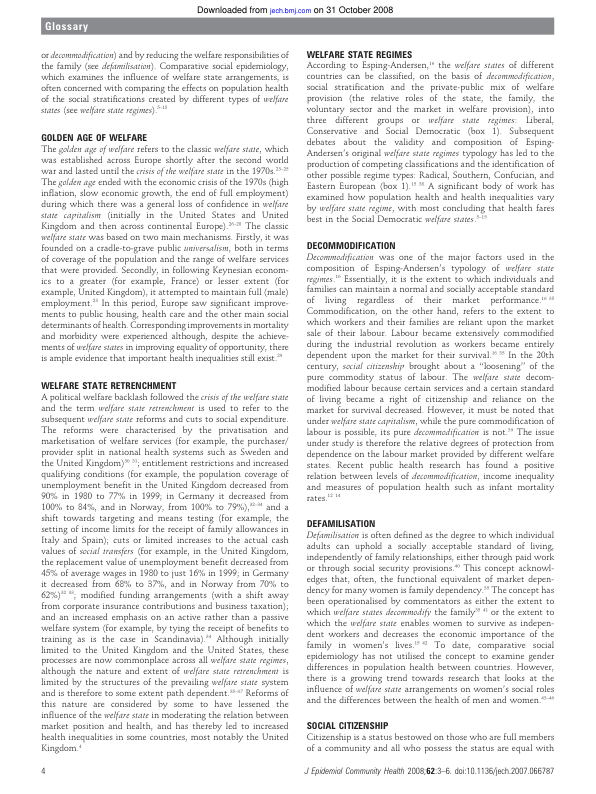 Downloaded from jech.bmj.com on 31 October 2008
Glossary
or decommodification) and by reducing the welfare responsibilities of
the family (see defamilisation). Comparative social epidemiology,
which examines the influence of welfare state arrangements, is
often concerned with comparing the effects on population health
of the social stratifications created by different types of welfare
states (see welfare state regimes).
GOLDEN AGE OF WELFARE
The golden age of welfare refers to the classic welfare state, which
was established across Europe shortly after the second world
war and lasted until the crisis of the welfare state in the 1970s.
The golden age ended with the economic crisis of the 1970s (high
inflation, slow economic growth, the end of full employment)
during which there was a general loss of confidence in welfare
state capitalism (initially in the United States and United
Kingdom and then across continental Europe). The classic
welfare state was based on two main mechanisms. Firstly, it was
founded on a cradle-to-grave public universalism, both in terms
of coverage of the population and the range of welfare services
that were provided. Secondly, in following Keynesian econom-
ics to a greater (for example, France) or lesser extent (for
example, United Kingdom), it attempted to maintain full (male)
employment. In this period, Europe saw significant improve-
ments to public housing, health care and the other main social
determinants of health. Corresponding improvements in mortality
and morbidity were experienced although, despite the achieve-
ments of welfare states in improving equality of opportunity, there
is ample evidence that important health inequalities still exist.
WELFARE STATE RETRENCHMENT
A political welfare backlash followed the crisis of the welfare state
and the term welfare state retrenchment is used to refer to the
subsequent welfare state reforms and cuts to social expenditure.
The reforms were characterised by the privatisation and
marketisation of welfare services (for example, the purchaser/
provider split in national health systems such as Sweden and
the United Kingdom); entitlement restrictions and increased
qualifying conditions (for example, the population coverage of
unemployment benefit in the United Kingdom decreased from
90% in 1980 to 77% in 1999; in Germany it decreased from
100% to 84%, and in Norway, from 100% to 79%), and a
shift towards targeting and means testing (for example, the
setting of income limits for the receipt of family allowances in
Italy and Spain); cuts or limited increases to the actual cash
values of social transfers (for example, in the United Kingdom,
the replacement value of unemployment benefit decreased from
45% of average wages in 1980 to just 16% in 1999; in Germany
it decreased from 68% to 37%, and in Norway from 70% to
62%); modified funding arrangements (with a shift away
from corporate insurance contributions and business taxation);
and an increased emphasis on an active rather than a passive
welfare system (for example, by tying the receipt of benefits to
training as is the case in Scandinavia). Although initially
limited to the United Kingdom and the United States, these
processes are now commonplace across all welfare state regimes,
although the nature and extent of welfare state retrenchment is
limited by the structures of the prevailing welfare state system
and is therefore to some extent path dependent. Reforms of
this nature are considered by some to have lessened the
influence of the welfare state in moderating the relation between
market position and health, and has thereby led to increased
health inequalities in some countries, most notably the United
Kingdom.
WELFARE STATE REGIMES
According to Esping-Andersen, the welfare states of different
countries can be classified, on the basis of decommodification,
social stratification and the private-public mix of welfare
provision (the relative roles of the state, the family, the
voluntary sector and the market in welfare provision), into
three different groups or welfare state regimes: Liberal,
Conservative and Social Democratic (box 1). Subsequent
debates about the validity and composition of Esping-
Andersen's original welfare state regimes typology has led to the
production of competing classifications and the identification of
other possible regime types: Radical, Southern, Confucian, and
Eastern European (box 1). A significant body of work has
examined how population health and health inequalities vary
by welfare state regime, with most concluding that health fares
best in the Social Democratic welfare states.
DECOMMODIFICATION
Decommodification was one of the major factors used in the
composition of Esping-Andersen's typology of welfare state
regimes. Essentially, it is the extent to which individuals and
families can maintain a normal and socially acceptable standard
of living regardless of their market performance.
Commodification, on the other hand, refers to the extent to
which workers and their families are reliant upon the market
sale of their labour. Labour became extensively commodified
during the industrial revolution as workers became entirely
dependent upon the market for their survival. In the 20th
century, social citizenship brought about a “loosening” of the
pure commodity status of labour. The welfare state decom-
modified labour because certain services and a certain standard
of living became a right of citizenship and reliance on the
market for survival decreased. However, it must be noted that
under welfare state capitalism, while the pure commodification of
labour is possible, its pure decommodification is not. The issue
under study is therefore the relative degrees of protection from
dependence on the labour market provided by different welfare
states. Recent public health research has found a positive
relation between levels of decommodification, income inequality
and measures of population health such as infant mortality
rates.
DEFAMILISATION
Defamilisation is often defined as the degree to which individual
adults can uphold a socially acceptable standard of living,
independently of family relationships, either through paid work
or through social security provisions. This concept acknowl-
edges that, often, the functional equivalent of market depen-
dency for many women is family dependency. The concept has
been operationalised by commentators as either the extent to
which welfare states decommodify the family or the extent to
which the welfare state enables women to survive as indepen-
dent workers and decreases the economic importance of the
family in women's lives. To date, comparative social
epidemiology has not utilised the concept to examine gender
differences in population health between countries. However,
there is a growing trend towards research that looks at the
influence of welfare state arrangements on women's social roles
and the differences between the health of men and women.
SOCIAL CITIZENSHIP
Citizenship is a status bestowed on those who are full members
of a community and all who possess the status are equal with
4
J Epidemiol Community Health 2008;62:3–6. doi:10.1136/jech.2007.066787